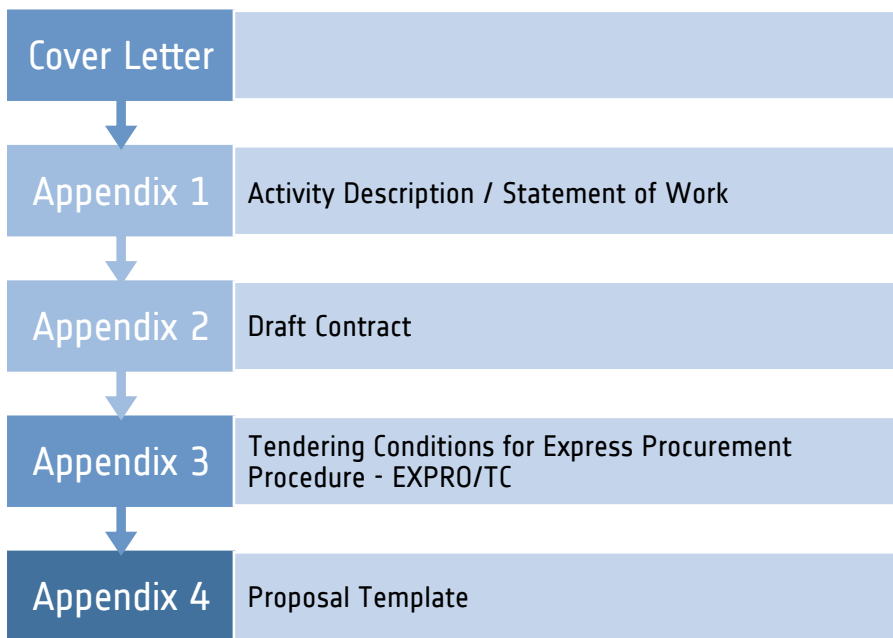 Cover Letter
Appendix 1
Activity Description / Statement of Work
Appendix 2
Draft Contract
Appendix 3
Tendering Conditions for Express Procurement
Procedure - EXPRO/TC
Appendix 4
Proposal Template